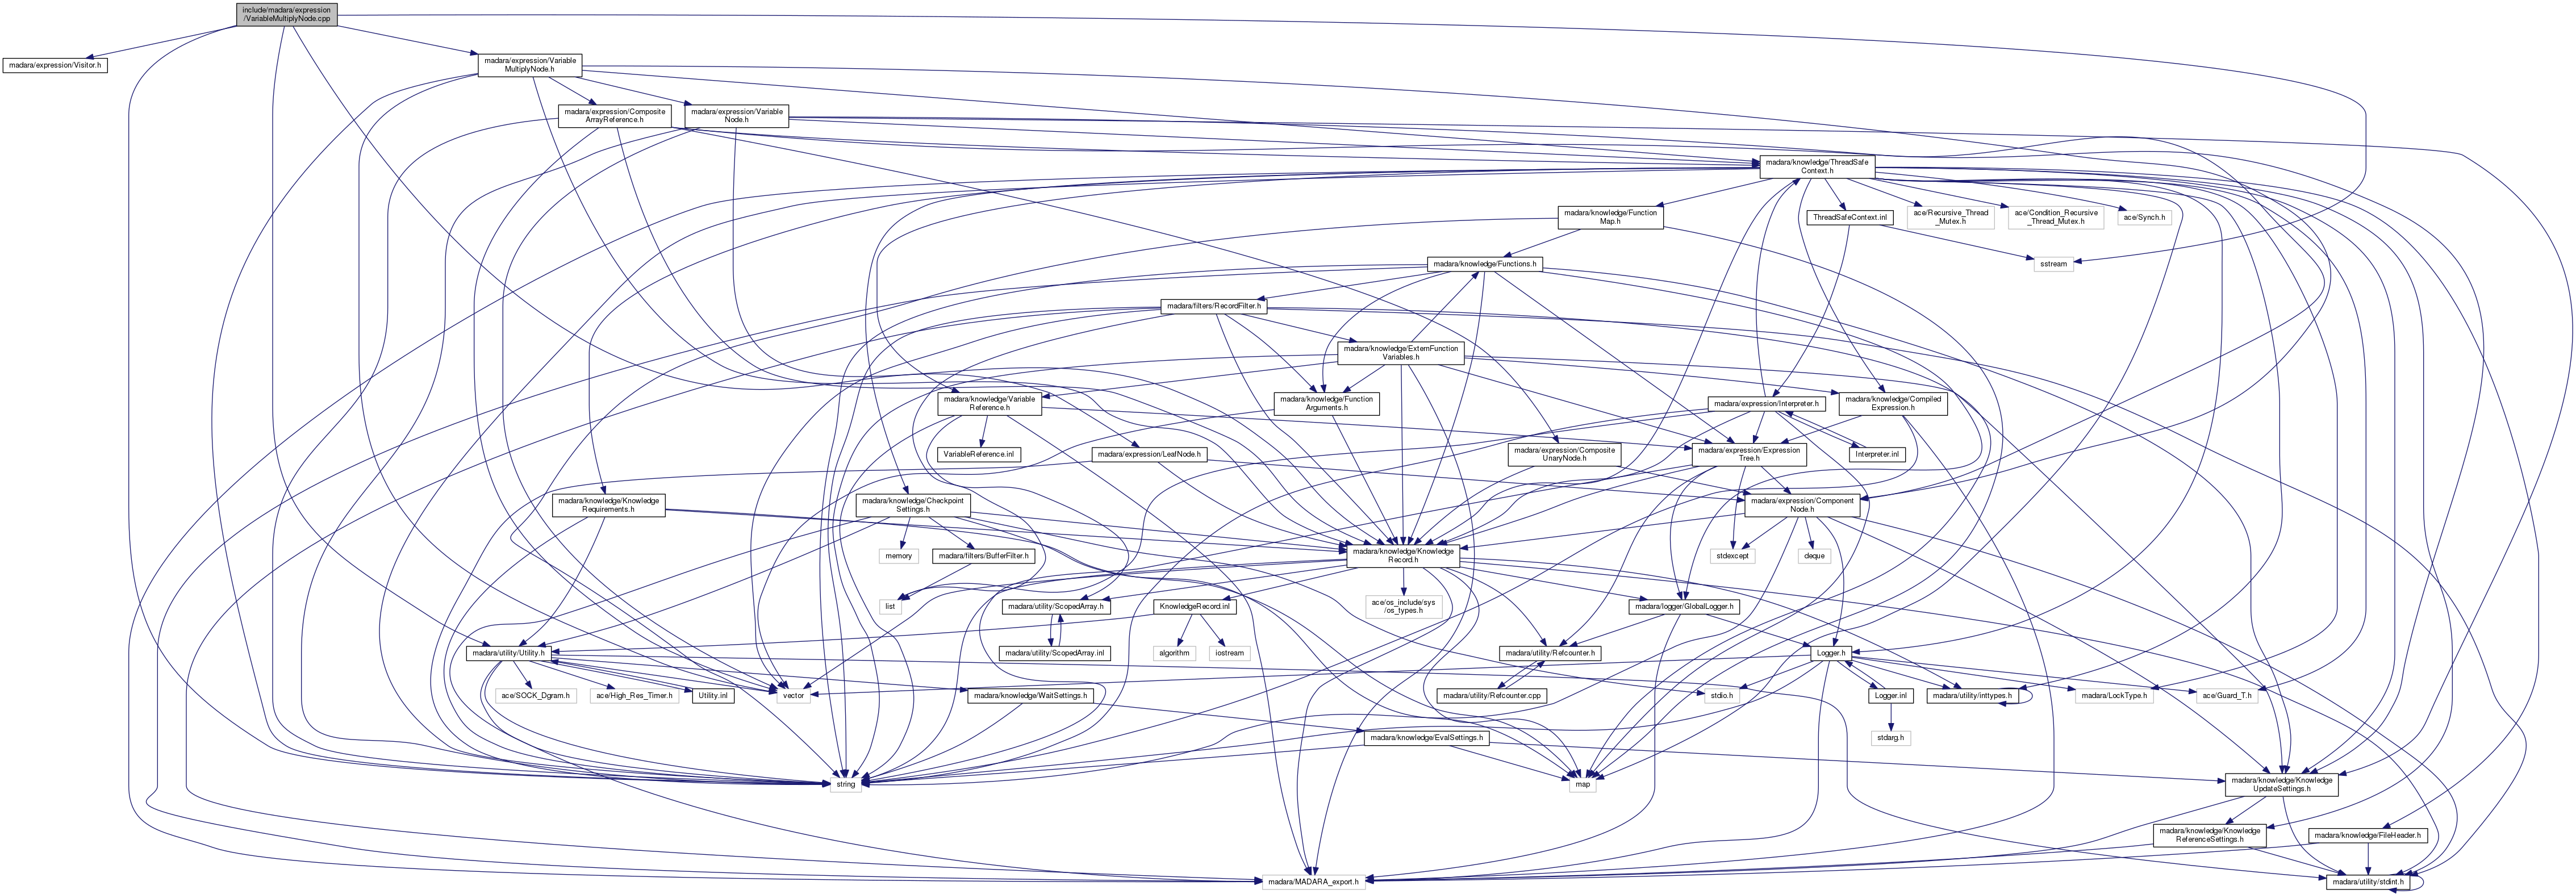 include/madara/expression
/VariableMultiplyNode.cpp
madara/expression/Visitor.h
madara/expression/Variable
MultiplyNode.h
madara/expression/Composite
ArrayReference.h
madara/expression/Variable
Node.h
madara/knowledge/ThreadSafe
Context.h
madara/knowledge/Function
Map.h
ThreadSafeContext.inl
ace/Recursive_Thread
_Mutex.h
ace/Condition_Recursive
_Thread_Mutex.h
ace/Synch.h
madara/knowledge/Functions.h
sstream
madara/filters/RecordFilter.h
madara/knowledge/ExternFunction
Variables.h
madara/knowledge/Variable
Reference.h
madara/knowledge/Function
Arguments.h
madara/expression/Interpreter.h
madara/knowledge/Compiled
Expression.h
VariableReference.inl
madara/expression/LeafNode.h
madara/expression/Composite
UnaryNode.h
madara/expression/Expression
Tree.h
Interpreter.inl
madara/knowledge/Knowledge
Requirements.h
madara/knowledge/Checkpoint
Settings.h
madara/expression/Component
Node.h
memory
madara/filters/BufferFilter.h
madara/knowledge/Knowledge
Record.h
stdexcept
deque
list
madara/utility/ScopedArray.h
KnowledgeRecord.inl
ace/os_include/sys
/os_types.h
madara/logger/GlobalLogger.h
madara/utility/Utility.h
madara/utility/ScopedArray.inl
algorithm
iostream
madara/utility/Refcounter.h
Logger.h
ace/SOCK_Dgram.h
ace/High_Res_Timer.h
Utility.inl
vector
madara/knowledge/WaitSettings.h
madara/utility/Refcounter.cpp
stdio.h
Logger.inl
madara/utility/inttypes.h
madara/LockType.h
ace/Guard_T.h
madara/knowledge/EvalSettings.h
stdarg.h
string
map
madara/knowledge/Knowledge
UpdateSettings.h
madara/knowledge/Knowledge
ReferenceSettings.h
madara/knowledge/FileHeader.h
madara/MADARA_export.h
madara/utility/stdint.h